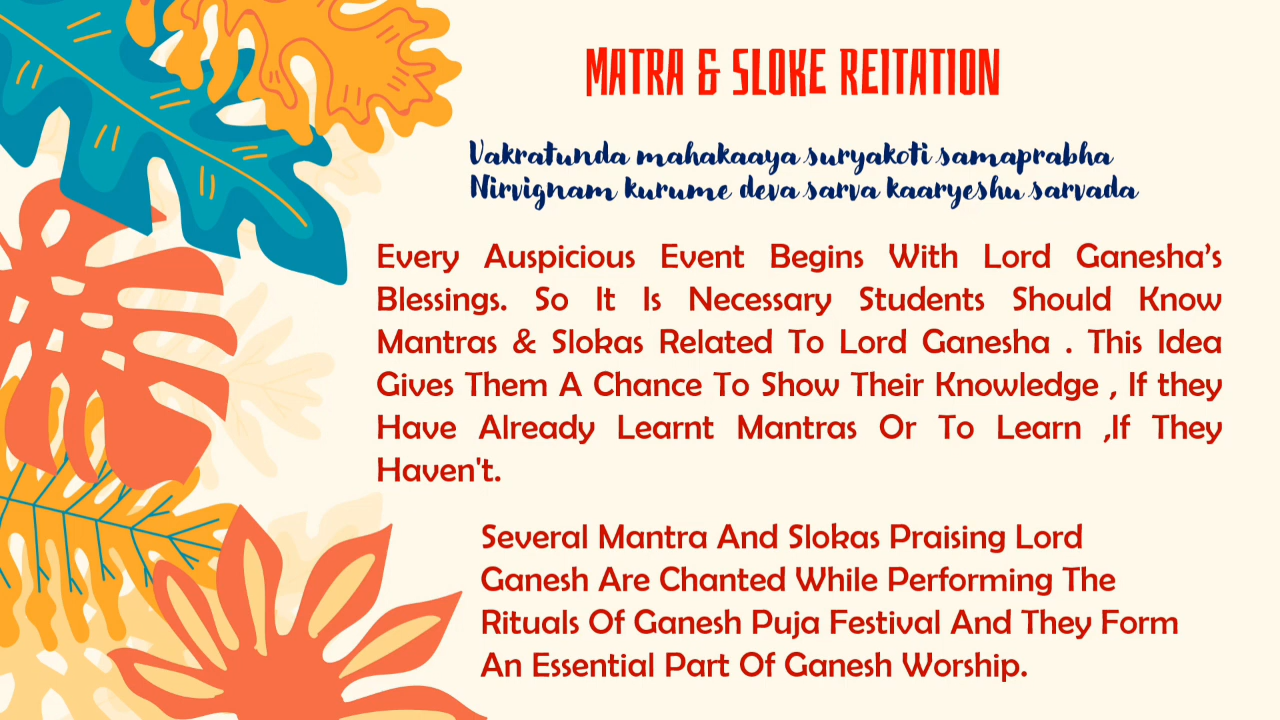 MATRA & SLOKE REITATION
Vakratunda mahakaaya suryakoti samaprabha
Nirvignam kurume deva sarva kaaryeshu sarvada
Every Auspicious Event Begins With Lord Ganesha’s
Blessings. So It Is Necessary Students Should Know
Mantras & Slokas Related To Lord Ganesha . This Idea
Gives Them A Chance To Show Their Knowledge , If they
Have Already Learnt Mantras Or To Learn ,If They
Haven't.
Several Mantra And Slokas Praising Lord
Ganesh Are Chanted While Performing The
Rituals Of Ganesh Puja Festival And They Form
An Essential Part Of Ganesh Worship.